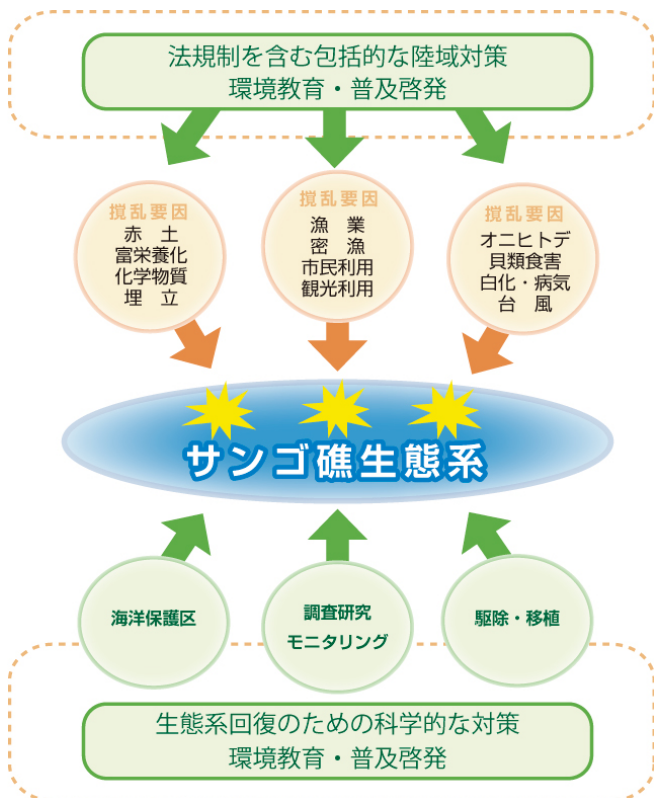 法規制を含む包括的な陸域対策
環境教育・普及啓発
撹乱要因
赤　土
富栄養化
化学物質
埋　立
撹乱要因
漁　業
密　漁
市民利用
観光利用
撹乱要因
オニヒトデ
貝類食害
白化・病気
台　風
サンゴ礁生態系
海洋保護区
調査研究
モニタリング
駆除・移植
生態系回復のための科学的な対策
環境教育・普及啓発